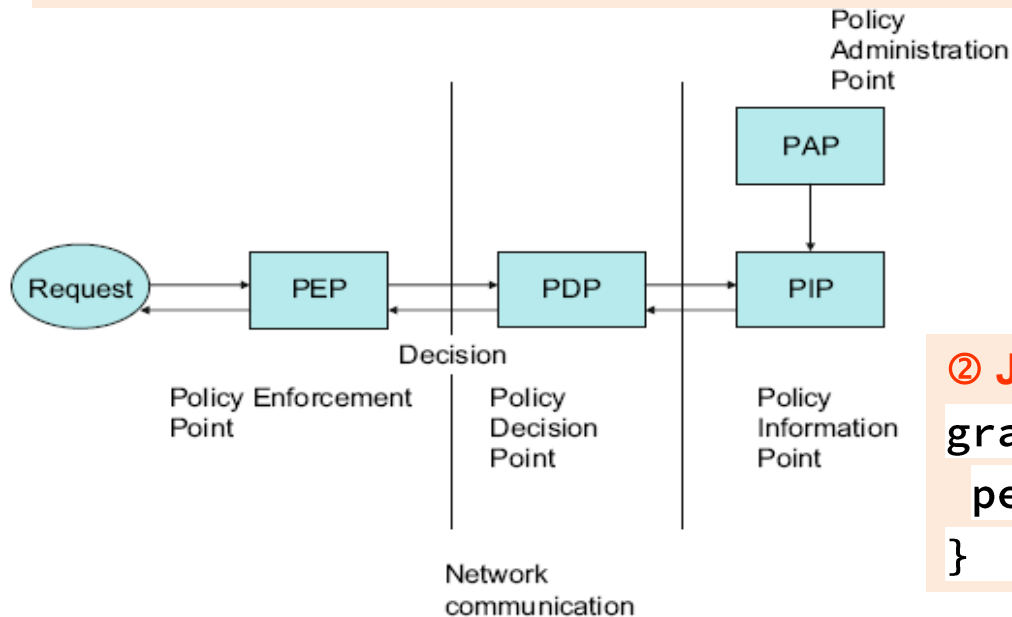 Policy
Administration
Point
PAP
Request
PEP
PDP
PIP
Decision
Policy Enforcement
Point
Policy
Decision
Point
Policy
Information
Point
② J
gra
pe
}
Network
communication